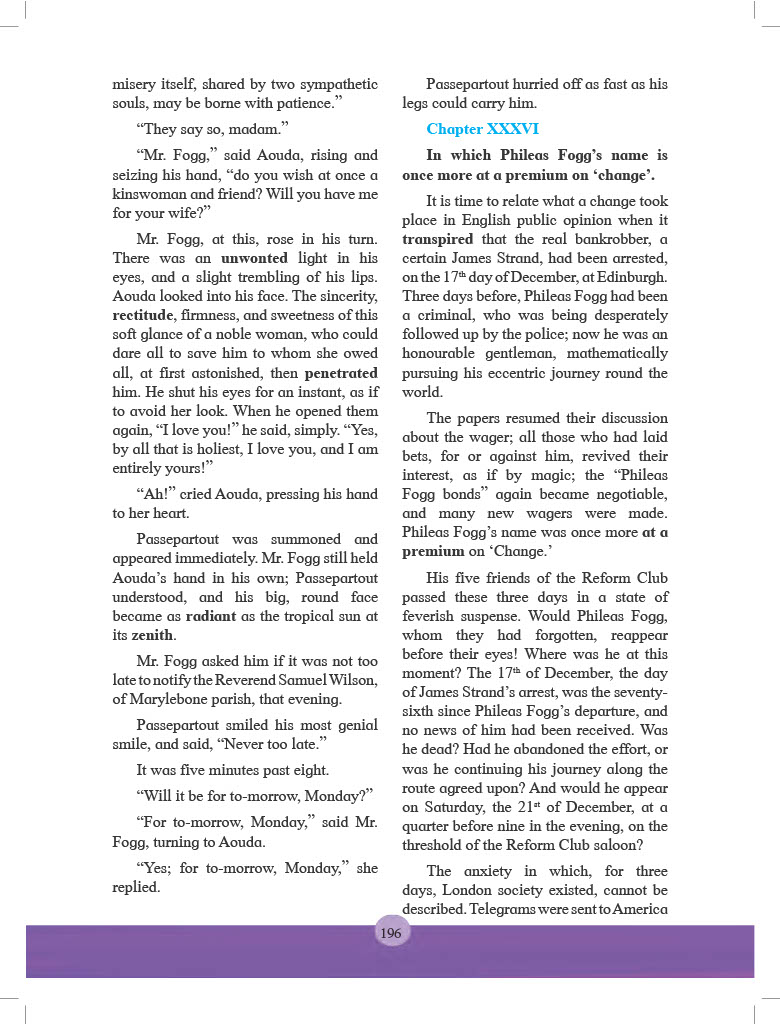 misery itself, shared by two sympathetic
souls, may be borne with patience.”
“They say so, madam.”
“Mr. Fogg,” said Aouda, rising and
seizing his hand, “do you wish at once a
kinswoman and friend? Will you have me
for your wife?”
Mr. Fogg, at this, rose in his turn.
There was an unwonted light in his
eyes, and a slight trembling of his lips.
Aouda looked into his face. The sincerity,
rectitude, firmness, and sweetness of this
soft glance of a noble woman, who could
dare all to save him to whom she owed
all, at first astonished, then penetrated
him. He shut his eyes for an instant, as if
to avoid her look. When he opened them
again, “I love you!” he said, simply. “Yes,
by all that is holiest, I love you, and I am
entirely yours!”
“Ah!” cried Aouda, pressing his hand
to her heart.
Passepartout was summoned and
appeared immediately. Mr. Fogg still held
Aouda’s hand in his own; Passepartout
understood, and his big, round face
became as radiant as the tropical sun at
its zenith.
Mr. Fogg asked him if it was not too
late to notify the Reverend Samuel Wilson,
of Marylebone parish, that evening.
Passepartout smiled his most genial
smile, and said, “Never too late.”
It was five minutes past eight.
“Will it be for to-morrow, Monday?”
“For to-morrow, Monday,” said Mr.
Fogg, turning to Aouda.
“Yes; for to-morrow, Monday,” she
replied.
Passepartout hurried off as fast as his
legs could carry him.
Chapter XXXVI
In which Phileas Fogg’s name is
once more at a premium on ‘change’.
It is time to relate what a change took
place in English public opinion when it
transpired that the real bankrobber, a
certain James Strand, had been arrested,
on the 17th day of December, at Edinburgh.
Three days before, Phileas Fogg had been
a criminal, who was being desperately
followed up by the police; now he was an
honourable gentleman, mathematically
pursuing his eccentric journey round the
world.
The papers resumed their discussion
about the wager; all those who had laid
bets, for or against him, revived their
interest, as if by magic; the “Phileas
Fogg bonds” again became negotiable,
and many new wagers were made.
Phileas Fogg’s name was once more at a
premium on ‘Change.’
His five friends of the Reform Club
passed these three days in a state of
feverish suspense. Would Phileas Fogg,
whom they had forgotten, reappear
before their eyes! Where was he at this
moment? The 17th of December, the day
of James Strand’s arrest, was the seventy-
sixth since Phileas Fogg’s departure, and
no news of him had been received. Was
he dead? Had he abandoned the effort, or
was he continuing his journey along the
route agreed upon? And would he appear
on Saturday, the 21st of December, at a
quarter before nine in the evening, on the
threshold of the Reform Club saloon?
The anxiety in which, for three
days, London society existed, cannot be
described. Telegrams were sent to America
196